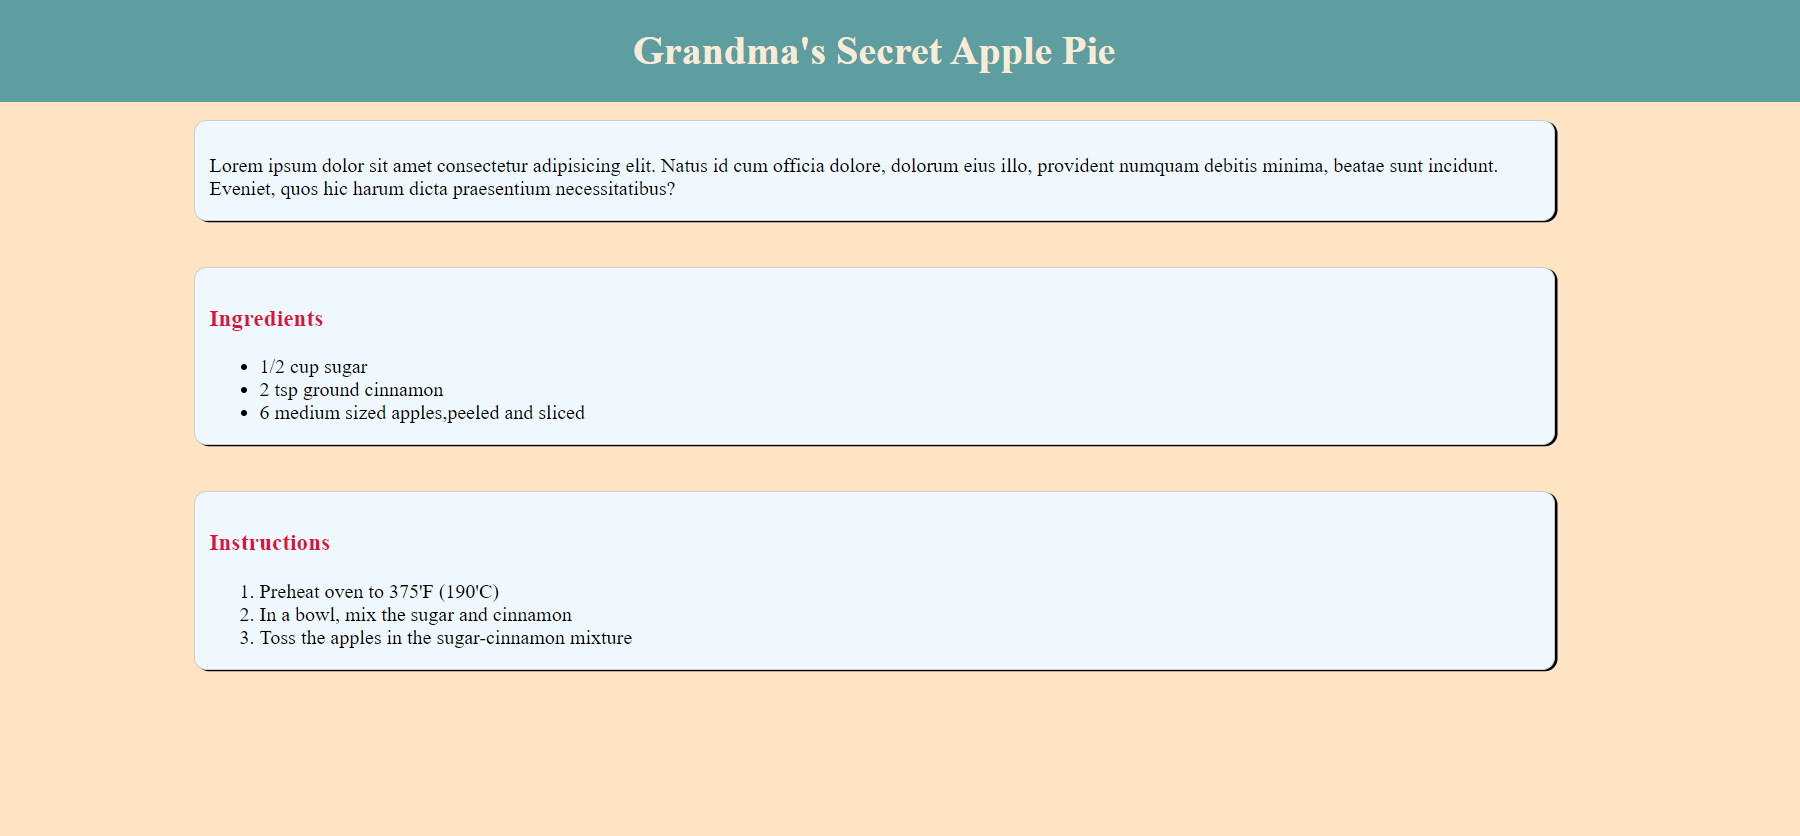 Grandma's Secret Apple Pie
Lorem ipsum dolor sit amet consectetur adipisicing elit. Natus id cum officia dolore, dolorum eius illo, provident numquam debitis minima, beatae sunt incidunt.
Eveniet, quos hic harum dicta praesentium necessitatibus?
Ingredients
• 1/2 cup sugar
• 2 tsp ground cinnamon
• 6 medium sized apples,peeled and sliced
Instructions
1. Preheat oven to 375'F (190'C)
2. In a bowl, mix the sugar and cinnamon
3. Toss the apples in the sugar-cinnamon mixture